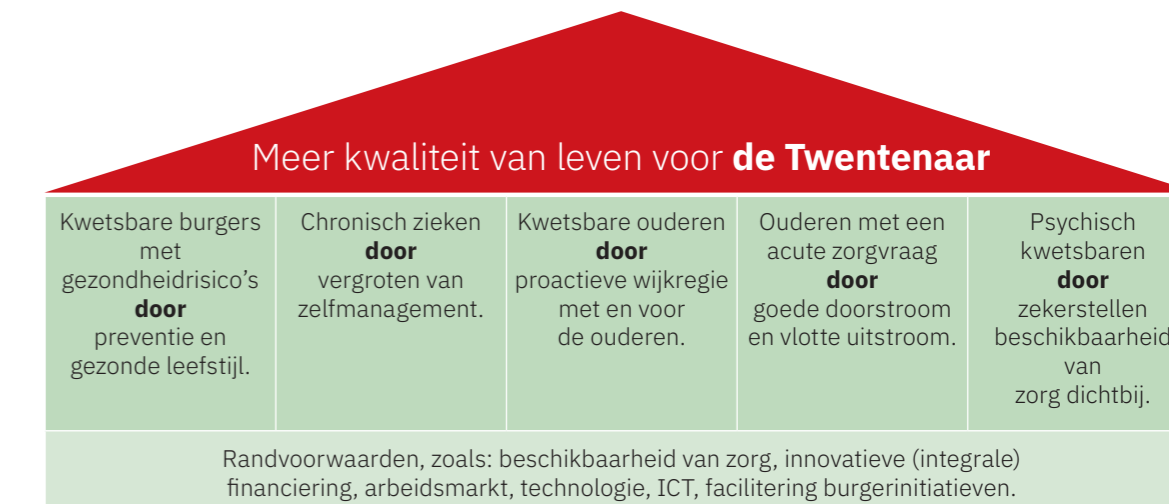 Meer kwaliteit van leven voor de Twentenaar
Kwetsbare burgers
met
gezondheidrisico’s
door
preventie en
gezonde leefstijl.
Chronisch zieken
door
vergroten van
zelfmanagement.
Kwetsbare ouderen
door
proactieve wijkregie
met en voor
de ouderen.
Ouderen met een
acute zorgvraag
door
goede doorstroom
en vlotte uitstroom.
Psychisch
kwetsbaren
door
zekerstellen
beschikbaarheid
van
zorg dichtbij.
Randvoorwaarden, zoals: beschikbaarheid van zorg, innovatieve (integrale)
financiering, arbeidsmarkt, technologie, ICT, facilitering burgerinitiatieven.